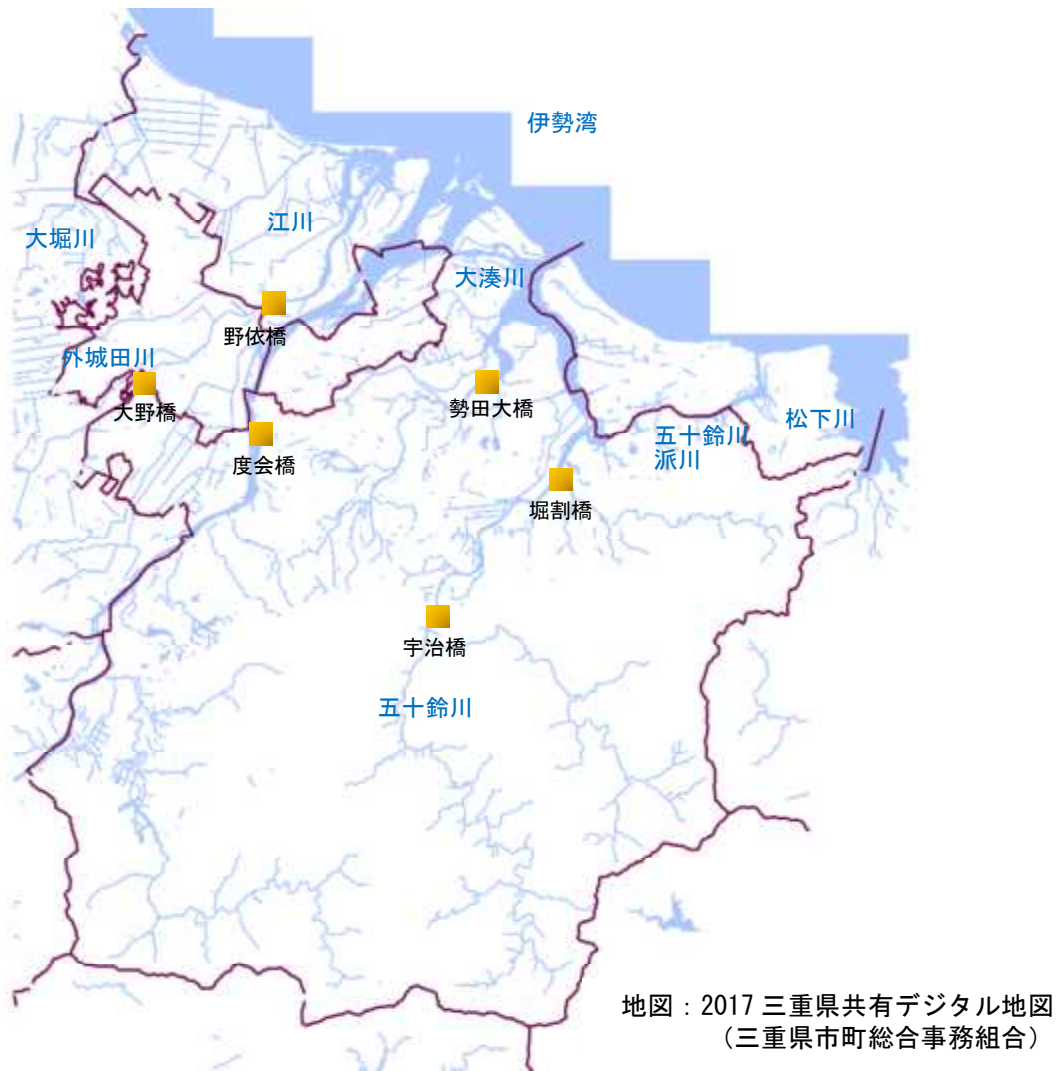 伊勢湾
江川
大堀川
大湊川
野依橋
外城田川
大野橋
勢田大橋
松下川
五十鈴川
派川
度会橋
堀割橋
宇治橋
五十鈴川
地図：2017 三重県共有デジタル地図
（三重県市町総合事務組合）